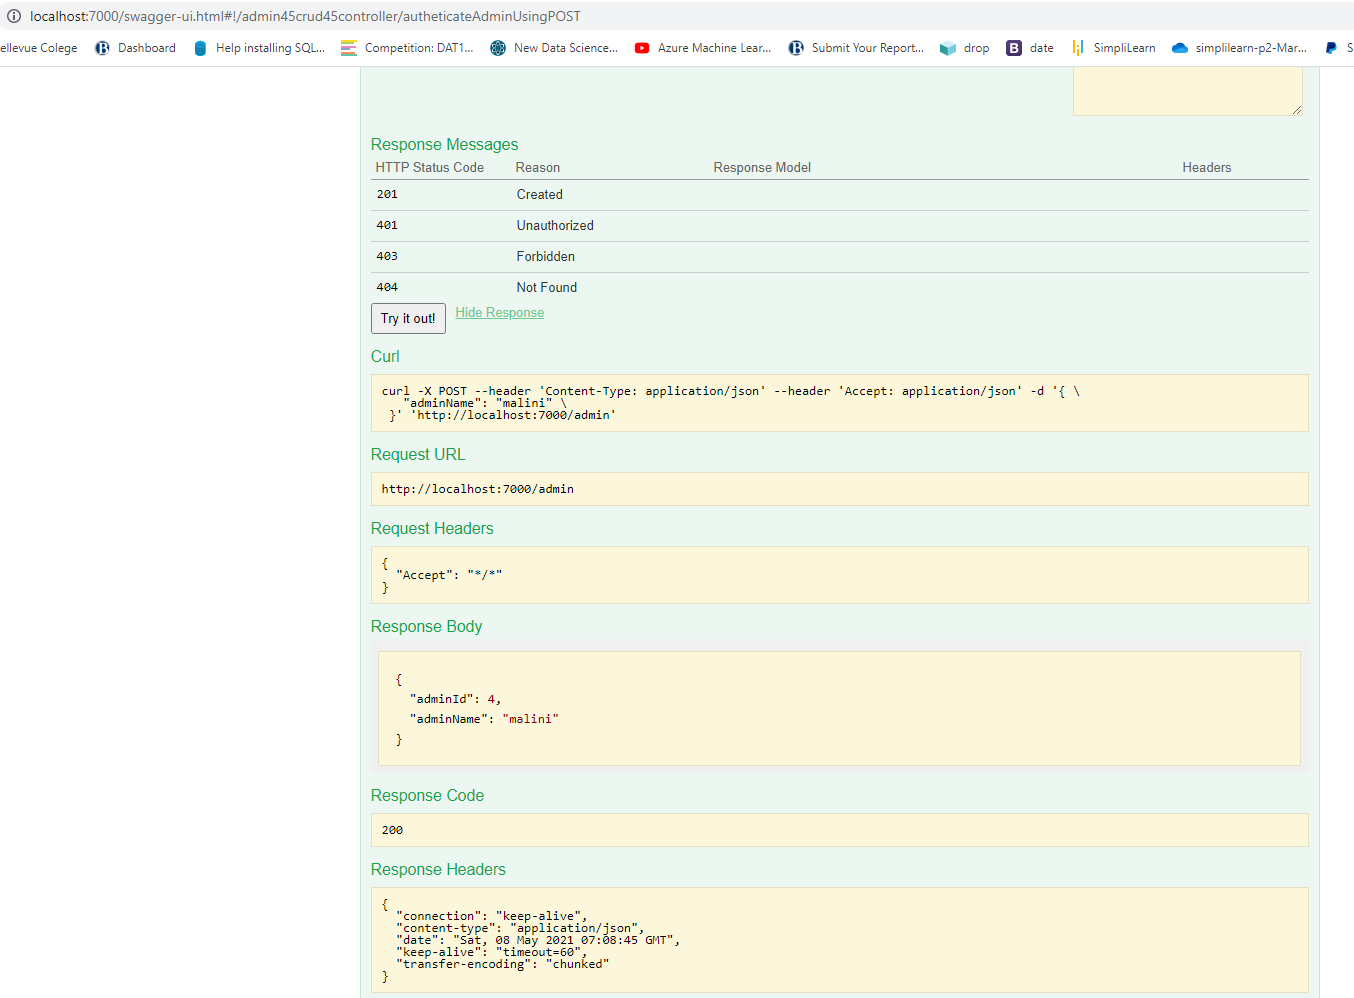 localhost:7000/swagger-ui.html#!/admin45crud45controller/autheticateAdminUsingPOST
ellevue Colege Dashboard Help installing SQL... Competition: DAT1... New Data Science... Azure Machine Lear... Submit Your Report... drop date SimpliLearn simplilearn-p2-Mar... S
Response Messages
HTTP Status Code Reason Response Model Headers
201 Created
401 Unauthorized
403 Forbidden
404 Not Found
Try it out! Hide Response
Curl
curl -X POST --header 'Content-Type: application/json' --header 'Accept: application/json' -d '{ \
"adminName": "malini" \
}' 'http://localhost:7000/admin'
Request URL
http://localhost:7000/admin
Request Headers
{
"Accept": "*/*"
}
Response Body
{
"adminId": 4,
"adminName": "malini"
}
Response Code
200
Response Headers
{
"connection": "keep-alive",
"content-type": "application/json",
"date": "Sat, 08 May 2021 07:08:45 GMT",
"keep-alive": "timeout=60",
"transfer-encoding": "chunked"
}